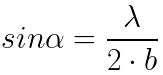 sinα = λ / (2 · b)